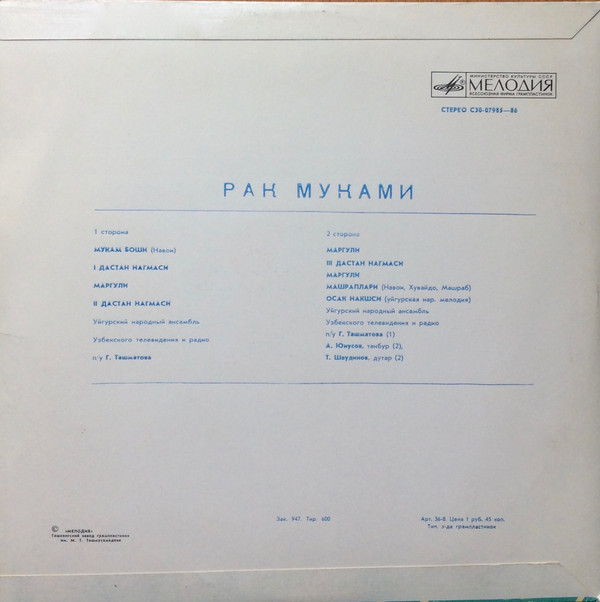 МИНИСТЕРСТВО КУЛЬТУРЫ СССР
МЕЛОДИЯ
ВСЕСОЮЗНАЯ ФИРМА ГРАМПЛАСТИНОК
СТЕРЕО С30-07985—86
РАК МУКАМИ
1 сторона
МУКАМ БОШИ (Навои)
I ДАСТАН НАГМАСИ
МАРГУЛИ
II ДАСТАН НАГМАСИ
Уйгурский народный ансамбль
Узбекского телевидения и радио
п/у Г. Ташматова
2 сторона
МАРГУЛИ
III ДАСТАН НАГМАСИ
МАРГУЛИ
МАШРАПЛАРИ (Навои, Хувайдо, Машраб)
ОСАК НАКШСИ (уйгурская нар. мелодия)
Уйгурский народный ансамбль
Узбекского телевидения и радио
п/у Г. Ташматова (1)
А. Юнусов, танбур (2),
Т. Шаудинов, дутар (2)
© «МЕЛОДИЯ»
Ташкентский завод грампластинок
им. М. Т. Ташмухамедова
Зак. 947. Тир. 680
Арт. 36-8. Цена 1 руб. 45 коп.
Тип. з-да грампластинок